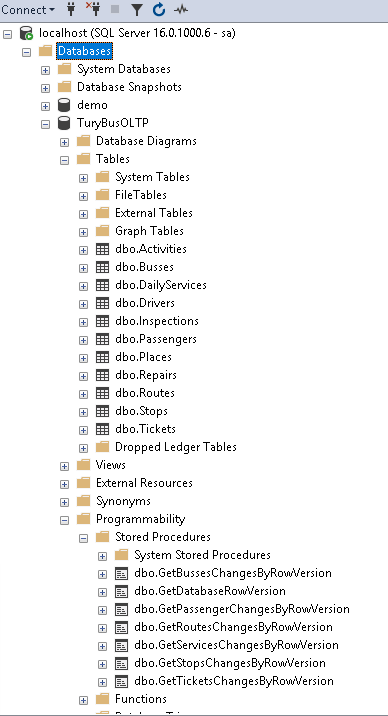 Connect
localhost (SQL Server 16.0.1000.6 - sa)
Databases
System Databases
Database Snapshots
demo
TuryBusOLTP
Database Diagrams
Tables
System Tables
FileTables
External Tables
Graph Tables
dbo.Activities
dbo.Busses
dbo.DailyServices
dbo.Drivers
dbo.Inspections
dbo.Passengers
dbo.Places
dbo.Repairs
dbo.Routes
dbo.Stops
dbo.Tickets
Dropped Ledger Tables
Views
External Resources
Synonyms
Programmability
Stored Procedures
System Stored Procedures
dbo.GetBussesChangesByRowVersion
dbo.GetDatabaseRowVersion
dbo.GetPassengerChangesByRowVersion
dbo.GetRoutesChangesByRowVersion
dbo.GetServicesChangesByRowVersion
dbo.GetStopsChangesByRowVersion
dbo.GetTicketsChangesByRowVersion
Functions